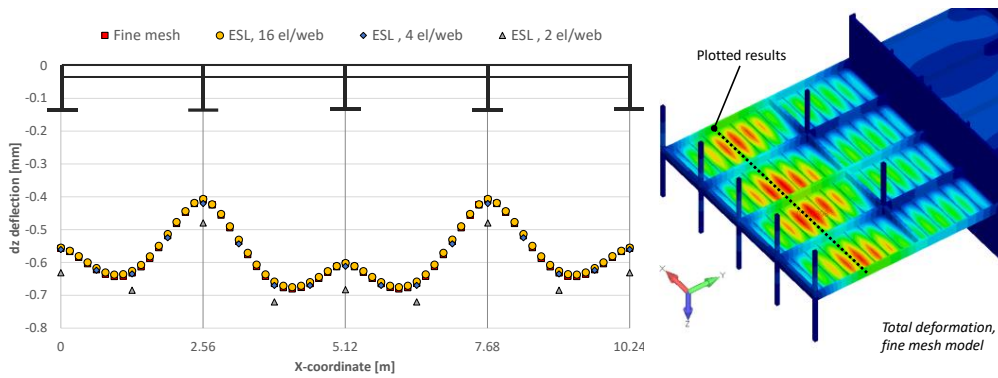 Fine mesh
ESL, 16 el/web
ESL , 4 el/web
ESL , 2 el/web
0
-0.1
-0.2
-0.3
-0.4
-0.5
-0.6
-0.7
-0.8
dz deflection [mm]
0
2.56
5.12
7.68
10.24
X-coordinate [m]
Plotted results
X
Y
Z
Total deformation,
fine mesh model